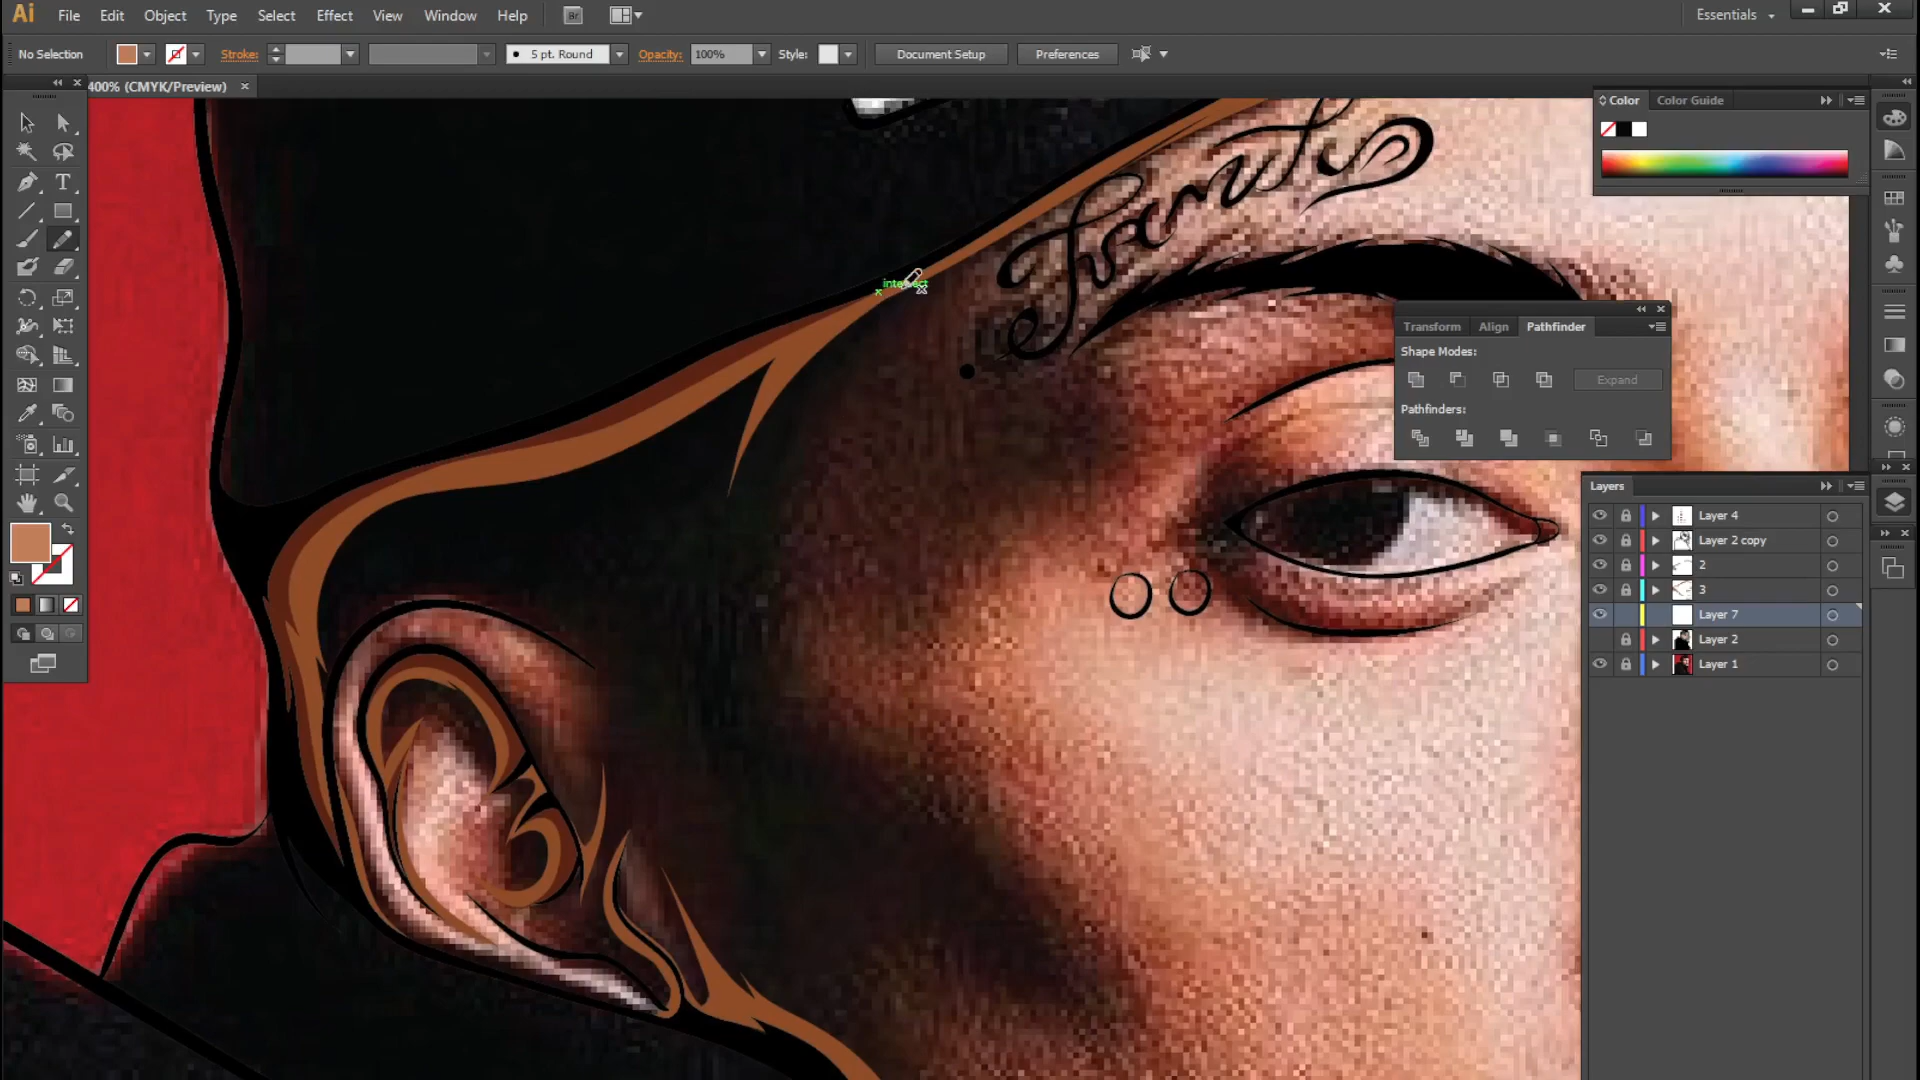 Ai File Edit Object Type Select Effect View Window Help Br Essentials
No Selection Stroke: 5 pt. Round Opacity: 100% Style: Document Setup Preferences
400% (CMYK/Preview)
Color Color Guide
intersect
Transform Align Pathfinder
Shape Modes:
Expand
Pathfinders:
Layers
Layer 4
Layer 2 copy
2
3
Layer 7
Layer 2
Layer 1